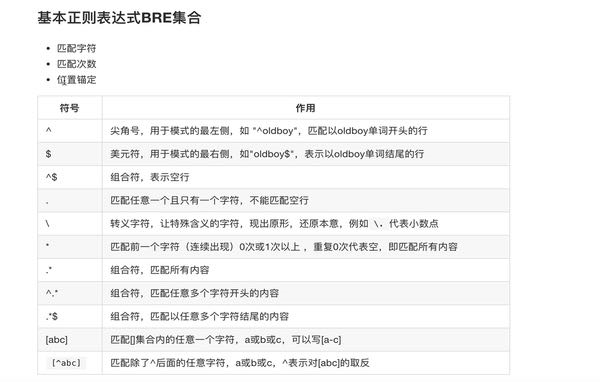 基本正则表达式BRE集合
• 匹配字符
• 匹配次数
• 位置锚定
符号 作用
^ 尖角号，用于模式的最左侧，如 "^oldboy"，匹配以oldboy单词开头的行
$ 美元符，用于模式的最右侧，如"oldboy$"，表示以oldboy单词结尾的行
^$ 组合符，表示空行
. 匹配任意一个且只有一个字符，不能匹配空行
\ 转义字符，让特殊含义的字符，现出原形，还原本意，例如 \. 代表小数点
* 匹配前一个字符（连续出现）0次或1次以上 ，重复0次代表空，即匹配所有内容
.* 组合符，匹配所有内容
^.* 组合符，匹配任意多个字符开头的内容
.*$ 组合符，匹配以任意多个字符结尾的内容
[abc] 匹配[]集合内的任意一个字符，a或b或c，可以写[a-c]
[^abc] 匹配除了^后面的任意字符，a或b或c，^表示对[abc]的取反